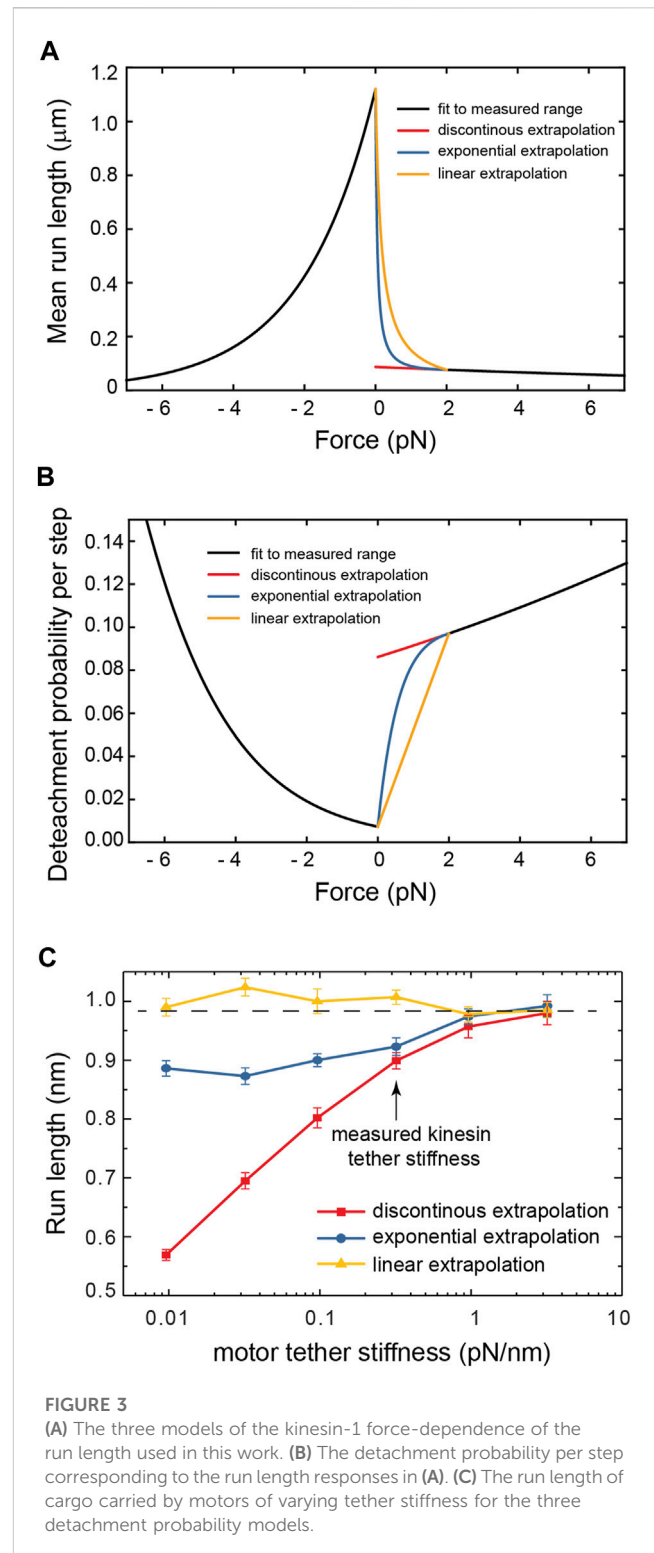 A
Mean run length (μm)
1.2
1.0
0.8
0.6
0.4
0.2
0
fit to measured range
discontinous extrapolation
exponential extrapolation
linear extrapolation
- 6 - 4 - 2 0 2 4 6
Force (pN)
B
Deteachment probability per step
0.14
0.12
0.10
0.08
0.06
0.04
0.02
0.00
fit to measured range
discontinous extrapolation
exponential extrapolation
linear extrapolation
- 6 - 4 - 2 0 2 4 6
Force (pN)
C
Run length (nm)
1.0
0.9
0.8
0.7
0.6
0.5
measured kinesin
tether stiffness
discontinous extrapolation
exponential extrapolation
linear extrapolation
0.01 0.1 1 10
motor tether stiffness (pN/nm)
FIGURE 3
(A) The three models of the kinesin-1 force-dependence of the
run length used in this work. (B) The detachment probability per step
corresponding to the run length responses in (A). (C) The run length of
cargo carried by motors of varying tether stiffness for the three
detachment probability models.